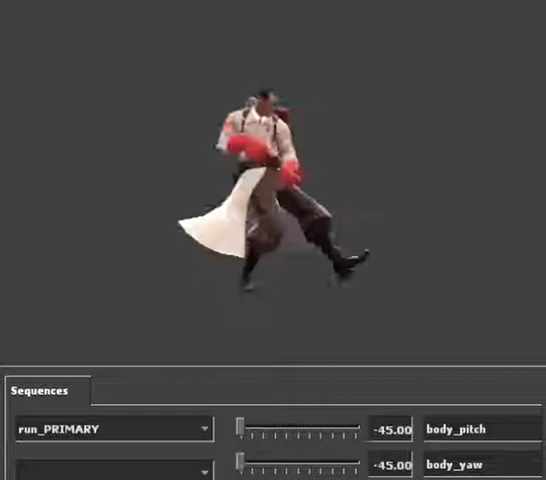 Sequences
run_PRIMARY
-45.00
body_pitch
-45.00
body_yaw